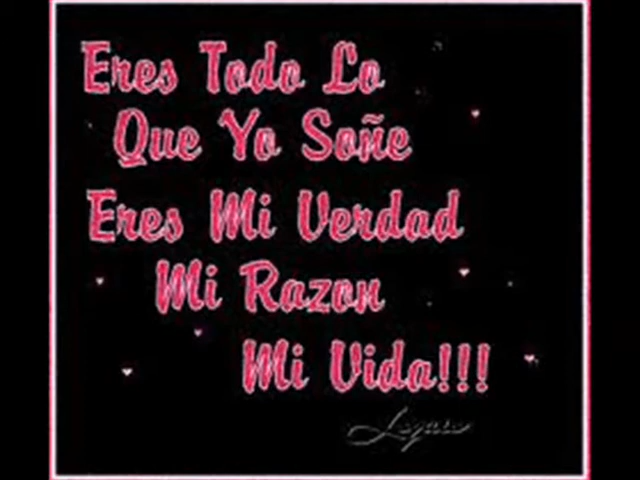 Eres Todo Lo
Que Yo Soñe
Eres Mi Verdad
Mi Razon
Mi Vida!!!